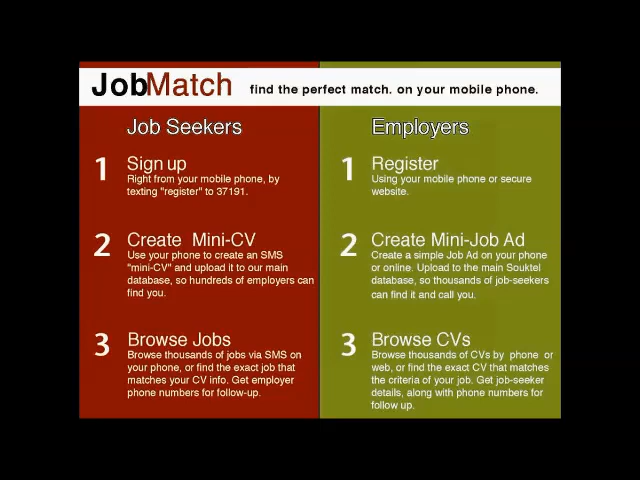 JobMatch find the perfect match. on your mobile phone.
Job Seekers
1 Sign up
Right from your mobile phone, by
texting "register" to 37191.
2 Create Mini-CV
Use your phone to create an SMS
"mini-CV" and upload it to our main
database, so hundreds of employers can
find you.
3 Browse Jobs
Browse thousands of jobs via SMS on
your phone, or find the exact job that
matches your CV info. Get employer
phone numbers for follow-up.
Employers
1 Register
Using your mobile phone or secure
website.
2 Create Mini-Job Ad
Create a simple Job Ad on your phone
or online. Upload to the main Souktel
database, so thousands of job-seekers
can find it and call you.
3 Browse CVs
Browse thousands of CVs by phone or
web, or find the exact CV that matches
the criteria of your job. Get job-seeker
details, along with phone numbers for
follow up.